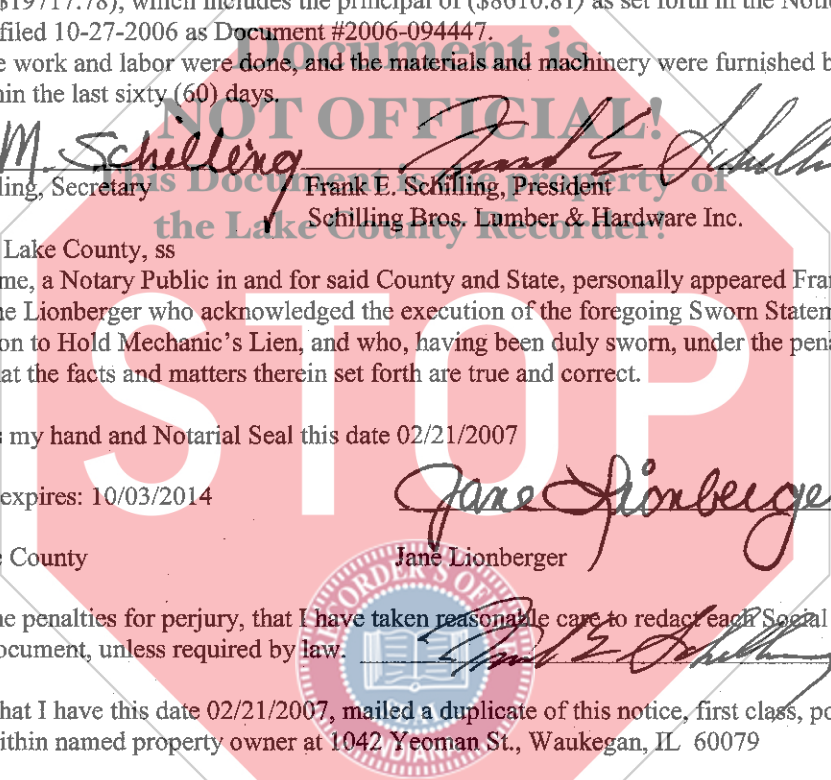 $19717.78), which includes the principal of ($8610.81) as set forth in the Notic
filed 10-27-2006 as Document #2006-094447.
e work and labor were done, and the materials and machinery were furnished b
hin the last sixty (60) days.
Document is
NOT OFFICIAL!
This Document is the property of
the Lake County Recorder!
M. Schilling
Frank E Schilling
ling, Secretary
Frank E. Schilling, President
Schilling Bros. Lumber & Hardware Inc.
Lake County, ss
me, a Notary Public in and for said County and State, personally appeared Fran
ne Lionberger who acknowledged the execution of the foregoing Sworn Statem
on to Hold Mechanic's Lien, and who, having been duly sworn, under the pena
at the facts and matters therein set forth are true and correct.
STOP
s my hand and Notarial Seal this date 02/21/2007
expires: 10/03/2014
Jane Lionberger
County
Jane Lionberger
he penalties for perjury, that I have taken reasonable care to redact each Social
ocument, unless required by law.
Frank E Schilling
hat I have this date 02/21/2007, mailed a duplicate of this notice, first class, po
ithin named property owner at 1042 Yeoman St., Waukegan, IL 60079